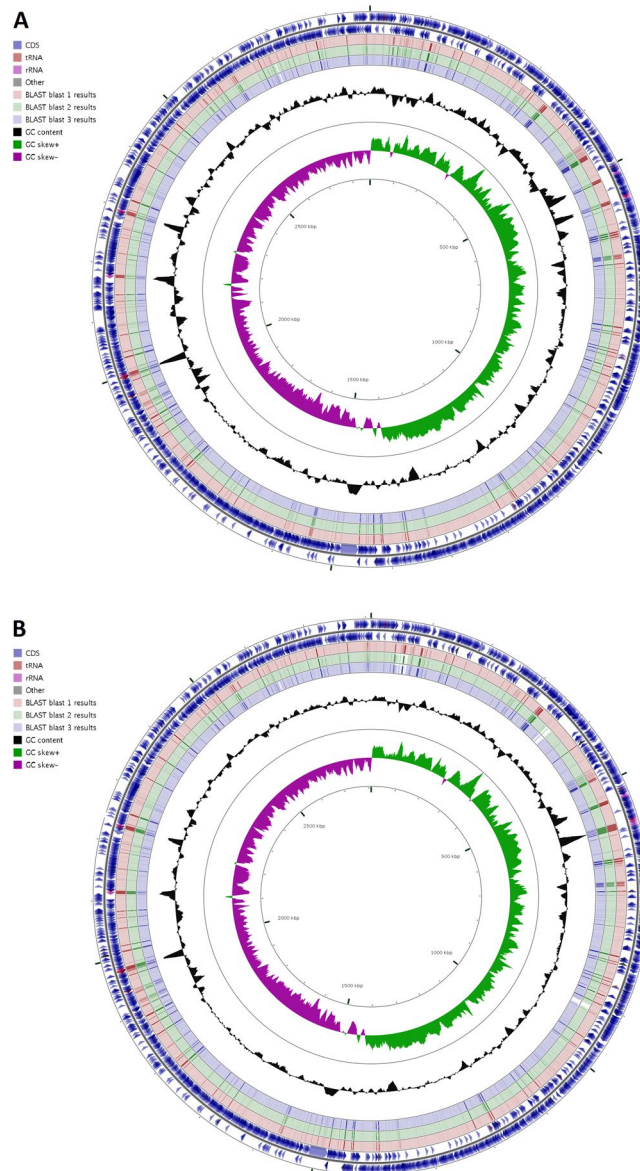 A
CDS
tRNA
rRNA
Other
BLAST blast 1 results
BLAST blast 2 results
BLAST blast 3 results
GC content
GC skew+
GC skew-
2500 kbp
500 kbp
2000 kbp
1000 kbp
1500 kbp
B
CDS
tRNA
rRNA
Other
BLAST blast 1 results
BLAST blast 2 results
BLAST blast 3 results
GC content
GC skew+
GC skew-
2500 kbp
500 kbp
2000 kbp
1000 kbp
1500 kbp